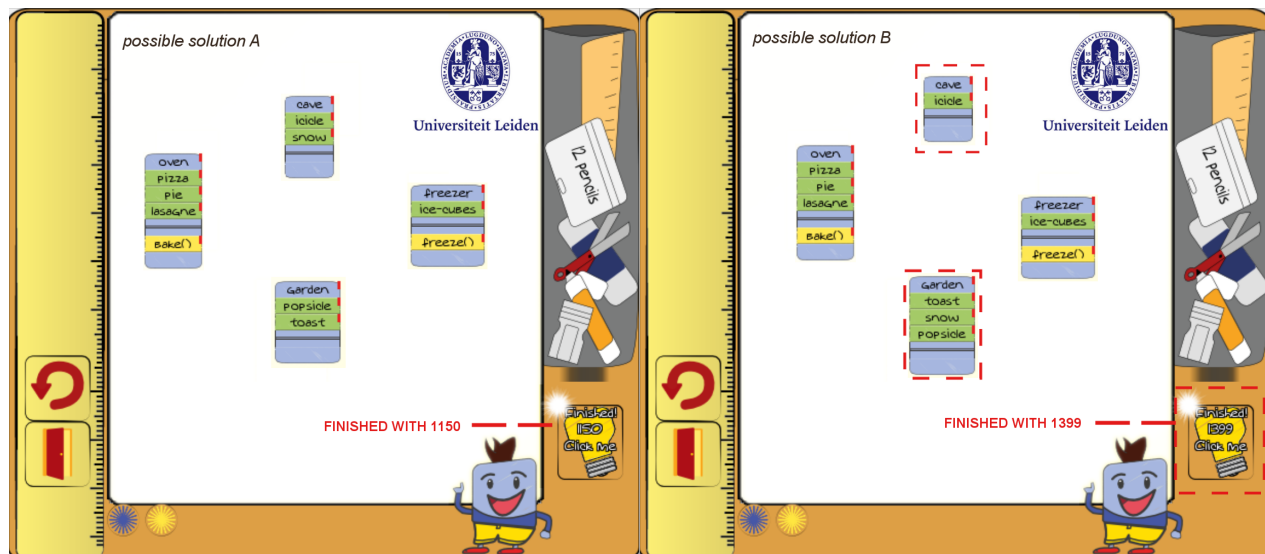 possible solution A
Universiteit Leiden
cave
icicle
snow
oven
pizza
pie
lasagne
Bake()
freezer
ice-cubes
freeze()
Garden
popsicle
toast
12 pencils
FINISHED WITH 1150
Finished!
1150
Click Me
possible solution B
Universiteit Leiden
cave
icicle
oven
pizza
pie
lasagne
Bake()
freezer
ice-cubes
freeze()
Garden
toast
snow
popsicle
12 pencils
FINISHED WITH 1399
Finished!
1399
Click Me